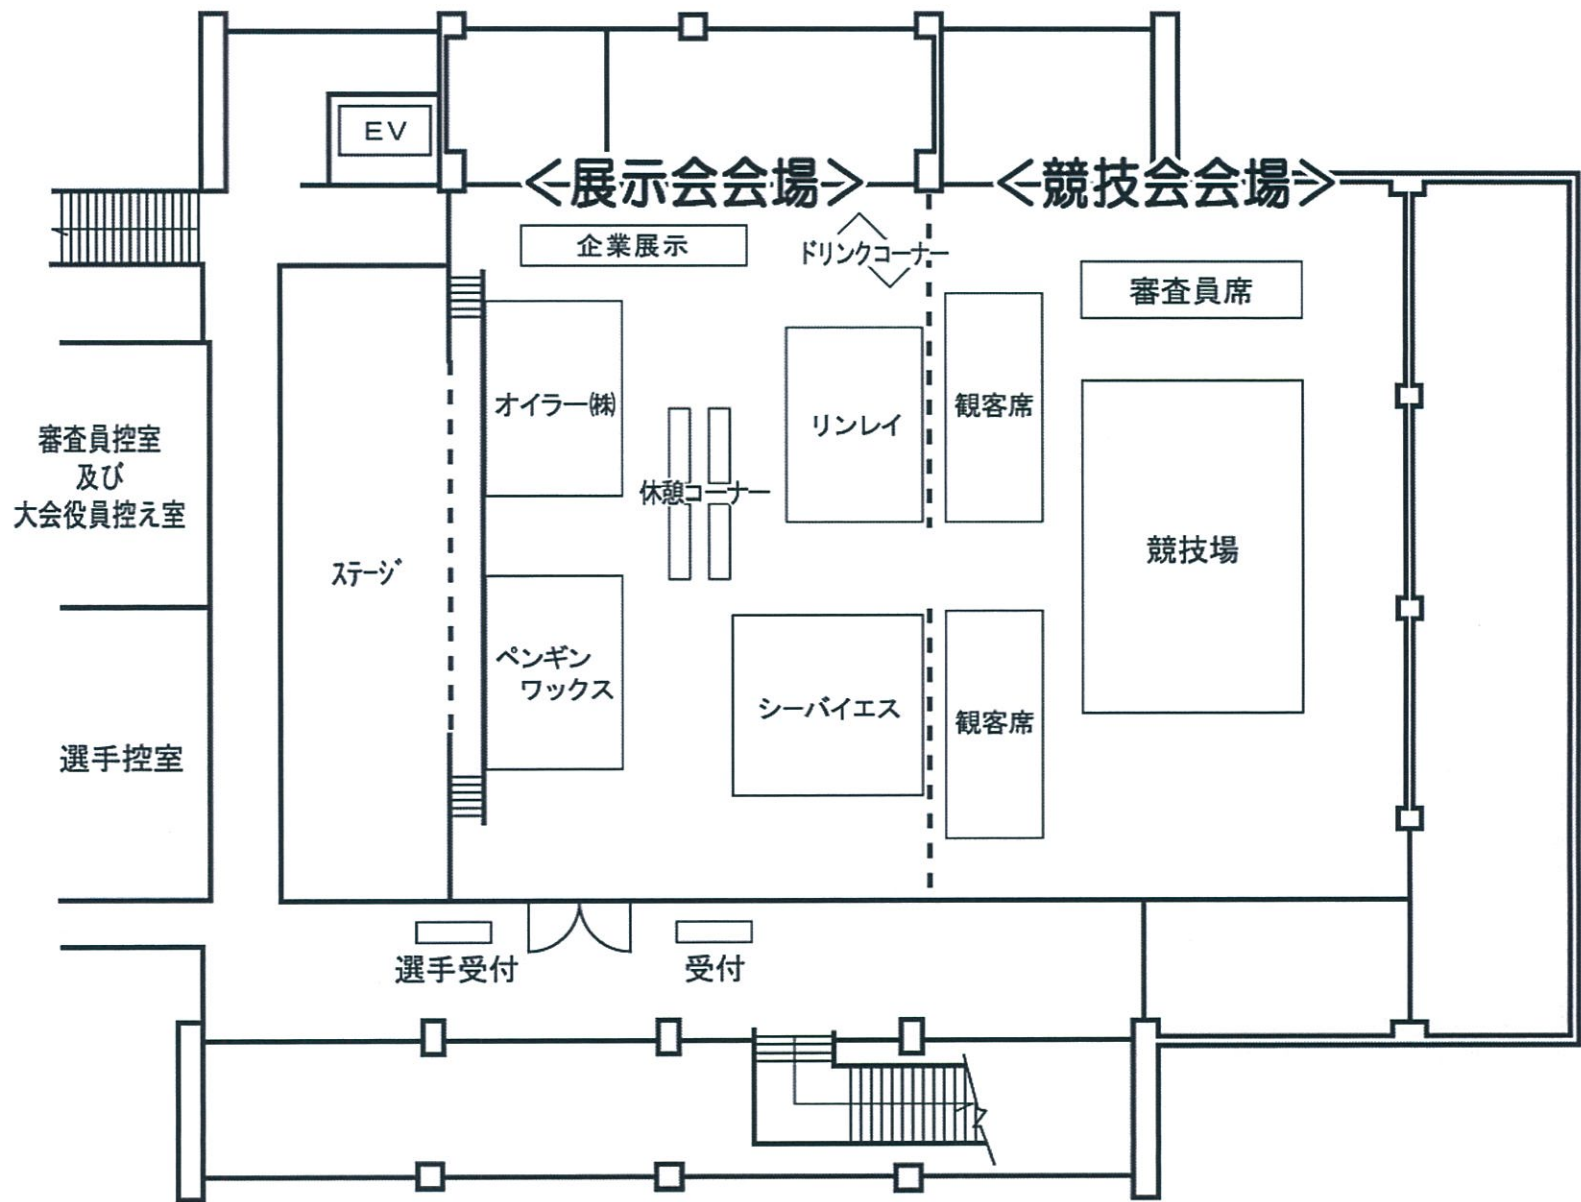 EV
<展示会会場>
<競技会会場>
企業展示
ドリンクコーナー
審査員席
オイラー㈱
リンレイ
観客席
審査員控室
及び
大会役員控え室
休憩コーナー
競技場
ステージ
ペンギン
ワックス
シーバイエス
観客席
選手控室
選手受付
受付